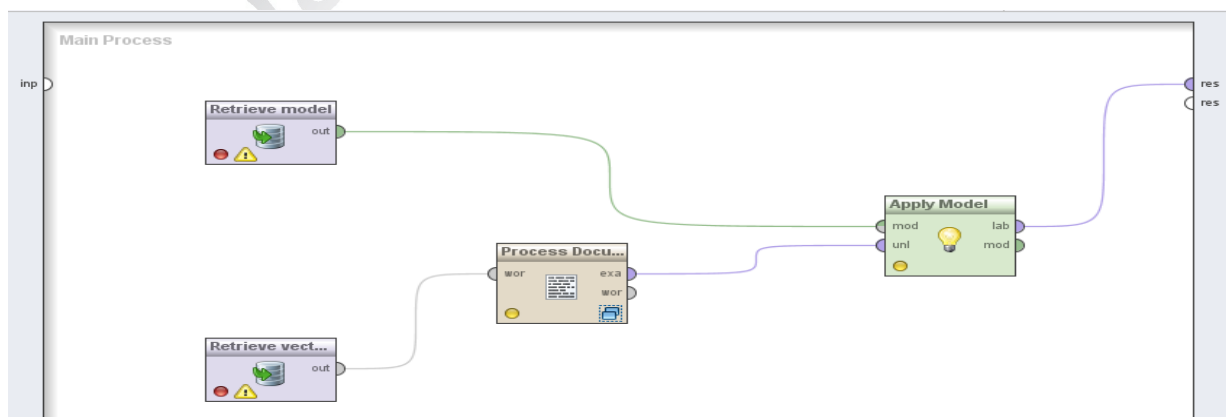 Main Process
inp
res
res
Retrieve model
out
Apply Model
mod
lab
unl
mod
Process Docu...
wor
exa
wor
Retrieve vect...
out